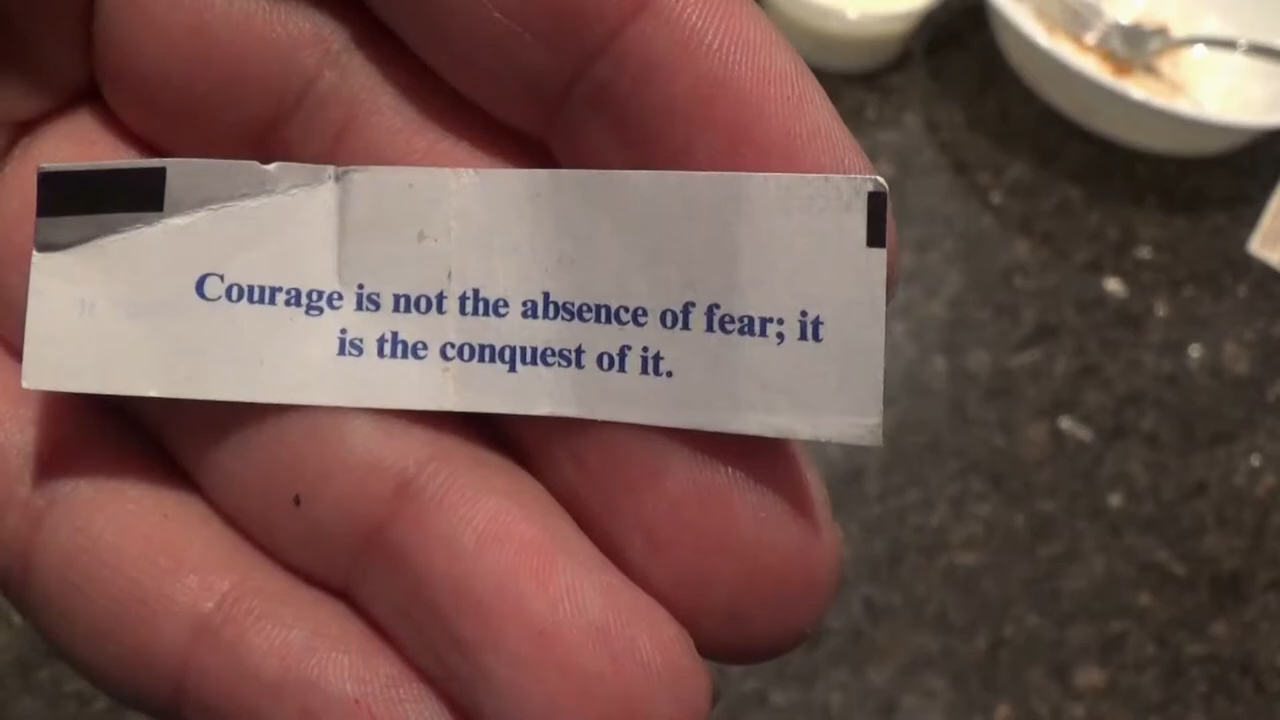 Courage is not the absence of fear; it
is the conquest of it.